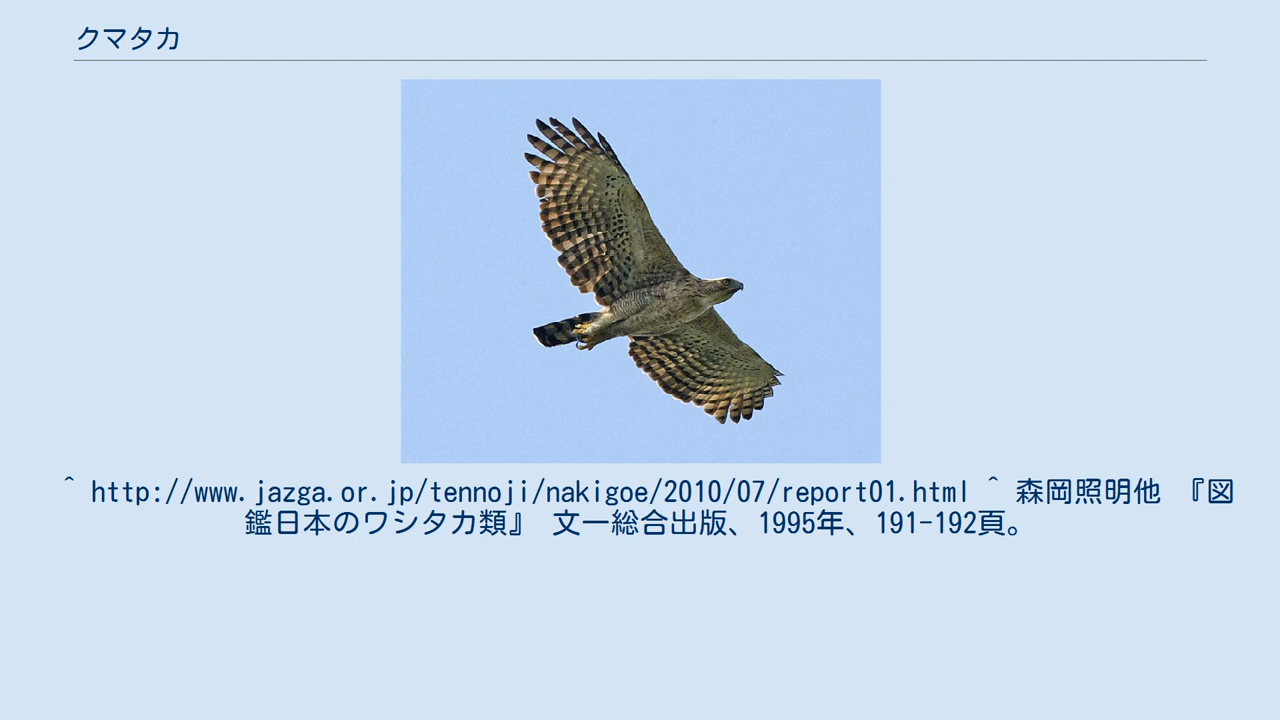 クマタカ
^ http://www.jazga.or.jp/tennoji/nakigoe/2010/07/report01.html ^ 森岡照明他 『図
鑑日本のワシタカ類』 文一総合出版、1995年、191-192頁。